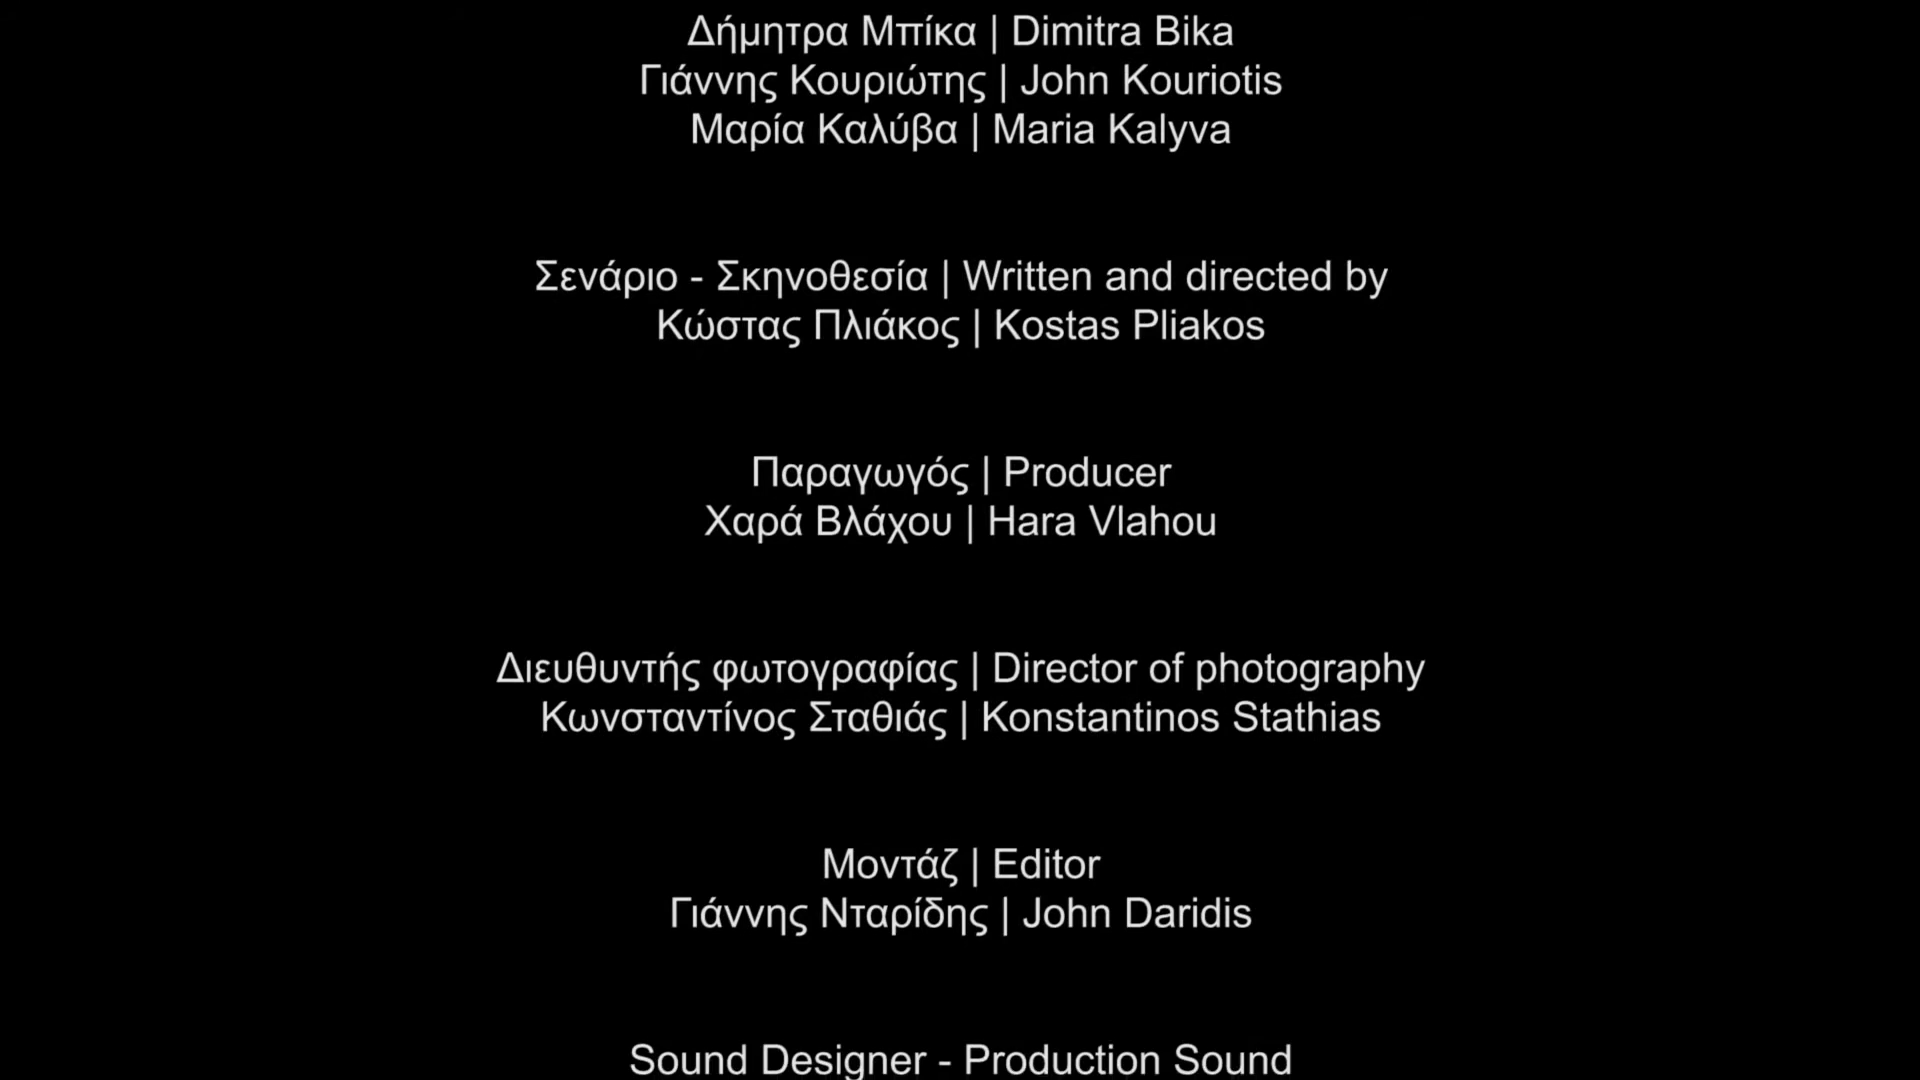 Δήμητρα Μπίκα | Dimitra Bika
Γιάννης Κουριώτης | John Kouriotis
Μαρία Καλύβα | Maria Kalyva
Σενάριο - Σκηνοθεσία | Written and directed by
Κώστας Πλιάκος | Kostas Pliakos
Παραγωγός | Producer
Χαρά Βλάχου | Hara Vlahou
Διευθυντής φωτογραφίας | Director of photography
Κωνσταντίνος Σταθιάς | Konstantinos Stathias
Μοντάζ | Editor
Γιάννης Νταρίδης | John Daridis
Sound Designer - Production Sound